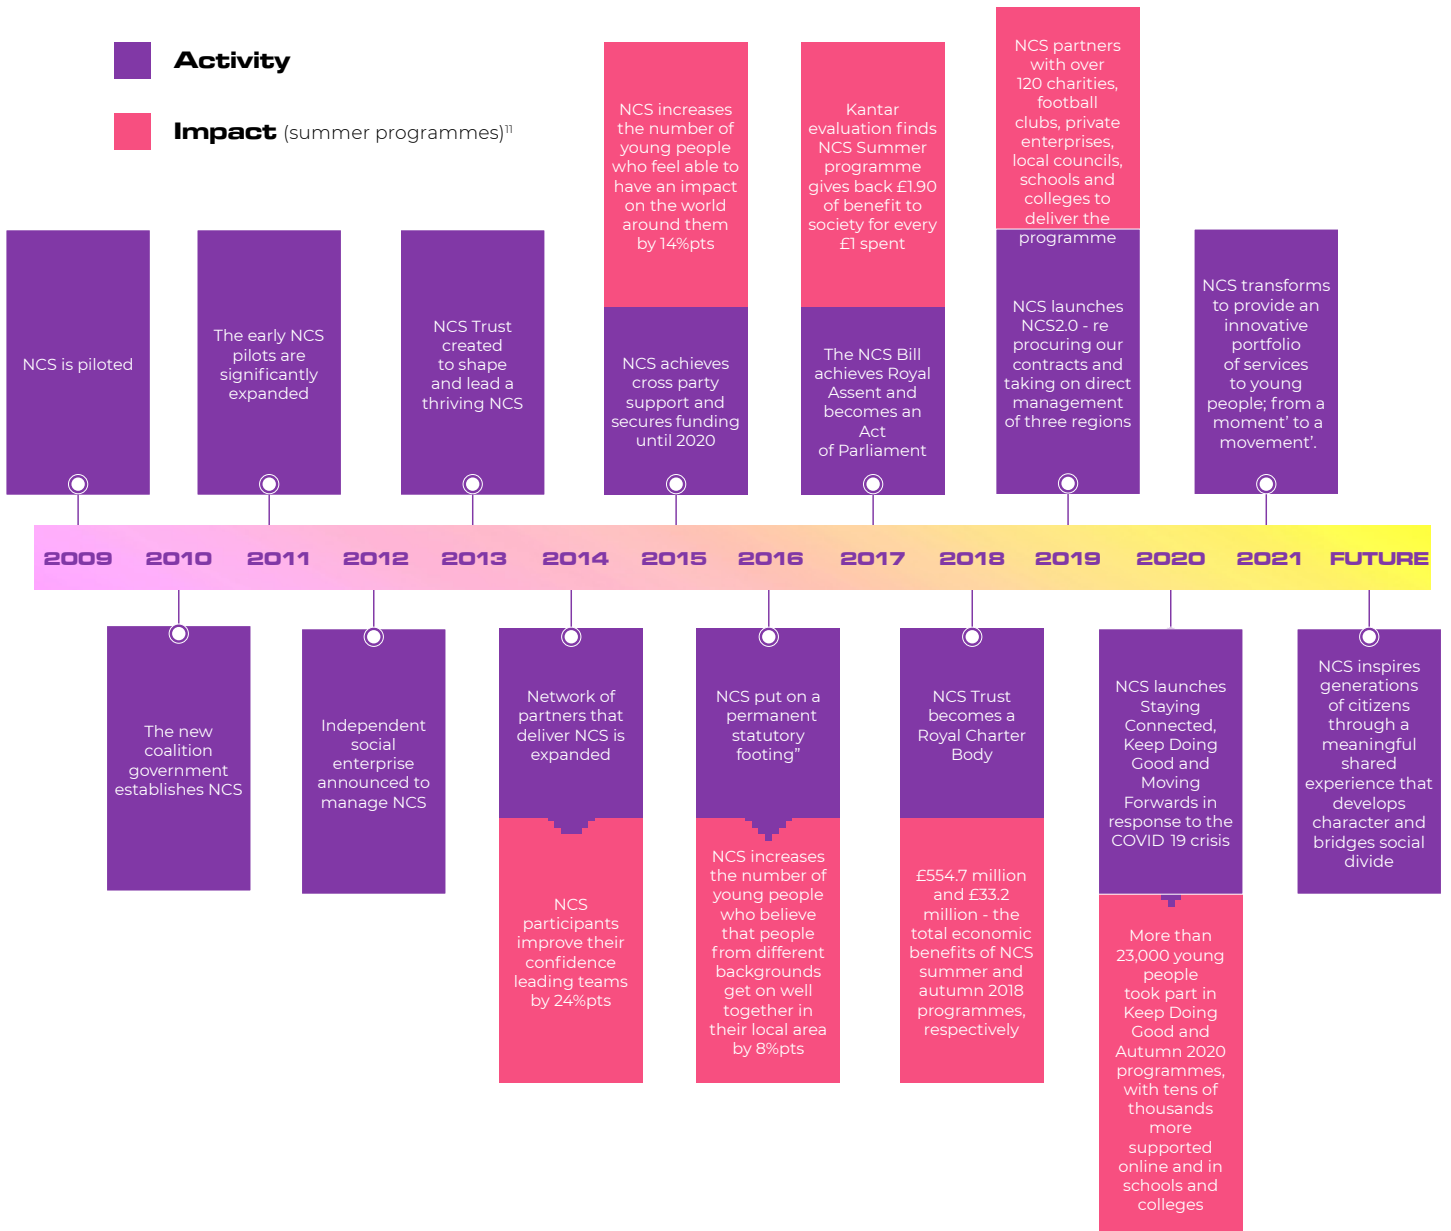 Activity
Impact (summer programmes)11
NCS is piloted
The early NCS
pilots are
significantly
expanded
NCS Trust
created
to shape
and lead a
thriving NCS
NCS increases
the number of
young people
who feel able to
have an impact
on the world
around them
by 14%pts
NCS achieves
cross party
support and
secures funding
until 2020
Kantar
evaluation finds
NCS Summer
programme
gives back £1.90
of benefit to
society for every
£1 spent
The NCS Bill
achieves Royal
Assent and
becomes an
Act
of Parliament
NCS partners
with over
120 charities,
football
clubs, private
enterprises,
local councils,
schools and
colleges to
deliver the
programme
NCS launches
NCS2.0 - re
procuring our
contracts and
taking on direct
management
of three regions
NCS transforms
to provide an
innovative
portfolio
of services
to young
people; from a
moment’ to a
movement’.
2009 2010 2011 2012 2013 2014 2015 2016 2017 2018 2019 2020 2021 FUTURE
The new
coalition
government
establishes NCS
Independent
social
enterprise
announced to
manage NCS
Network of
partners that
deliver NCS is
expanded
NCS
participants
improve their
confidence
leading teams
by 24%pts
NCS put on a
permanent
statutory
footing”
NCS increases
the number of
young people
who believe
that people
from different
backgrounds
get on well
together in
their local area
by 8%pts
NCS Trust
becomes a
Royal Charter
Body
£554.7 million
and £33.2
million - the
total economic
benefits of NCS
summer and
autumn 2018
programmes,
respectively
NCS launches
Staying
Connected,
Keep Doing
Good and
Moving
Forwards in
response to the
COVID 19 crisis
More than
23,000 young
people
took part in
Keep Doing
Good and
Autumn 2020
programmes,
with tens of
thousands
more
supported
online and in
schools and
colleges
NCS inspires
generations
of citizens
through a
meaningful
shared
experience that
develops
character and
bridges social
divide